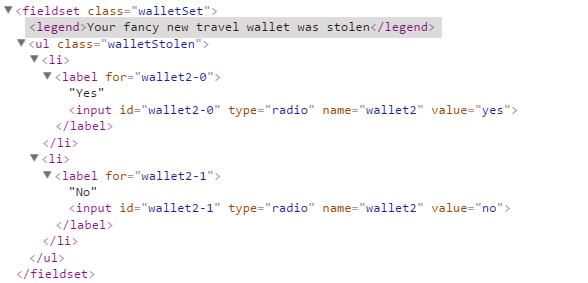 <fieldset class="walletSet">
<legend>Your fancy new travel wallet was stolen</legend>
<ul class="walletStolen">
<li>
<label for="wallet2-0">
"Yes"
<input id="wallet2-0" type="radio" name="wallet2" value="yes">
</label>
</li>
<li>
<label for="wallet2-1">
"No"
<input id="wallet2-1" type="radio" name="wallet2" value="no">
</label>
</li>
</ul>
</fieldset>